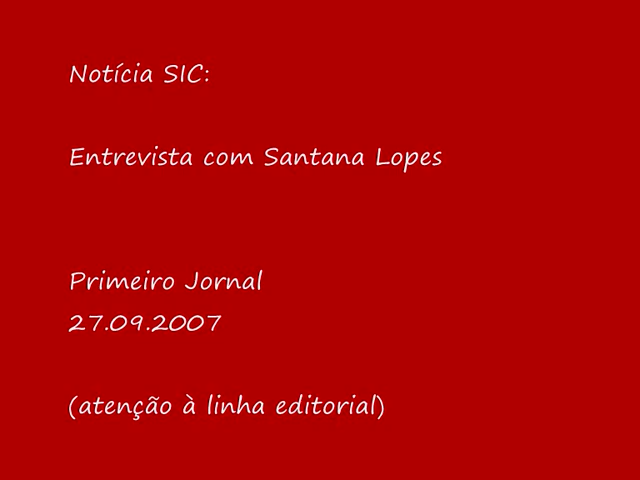 Notícia SIC:
Entrevista com Santana Lopes
Primeiro Jornal
27.09.2007
(atenção à linha editorial)